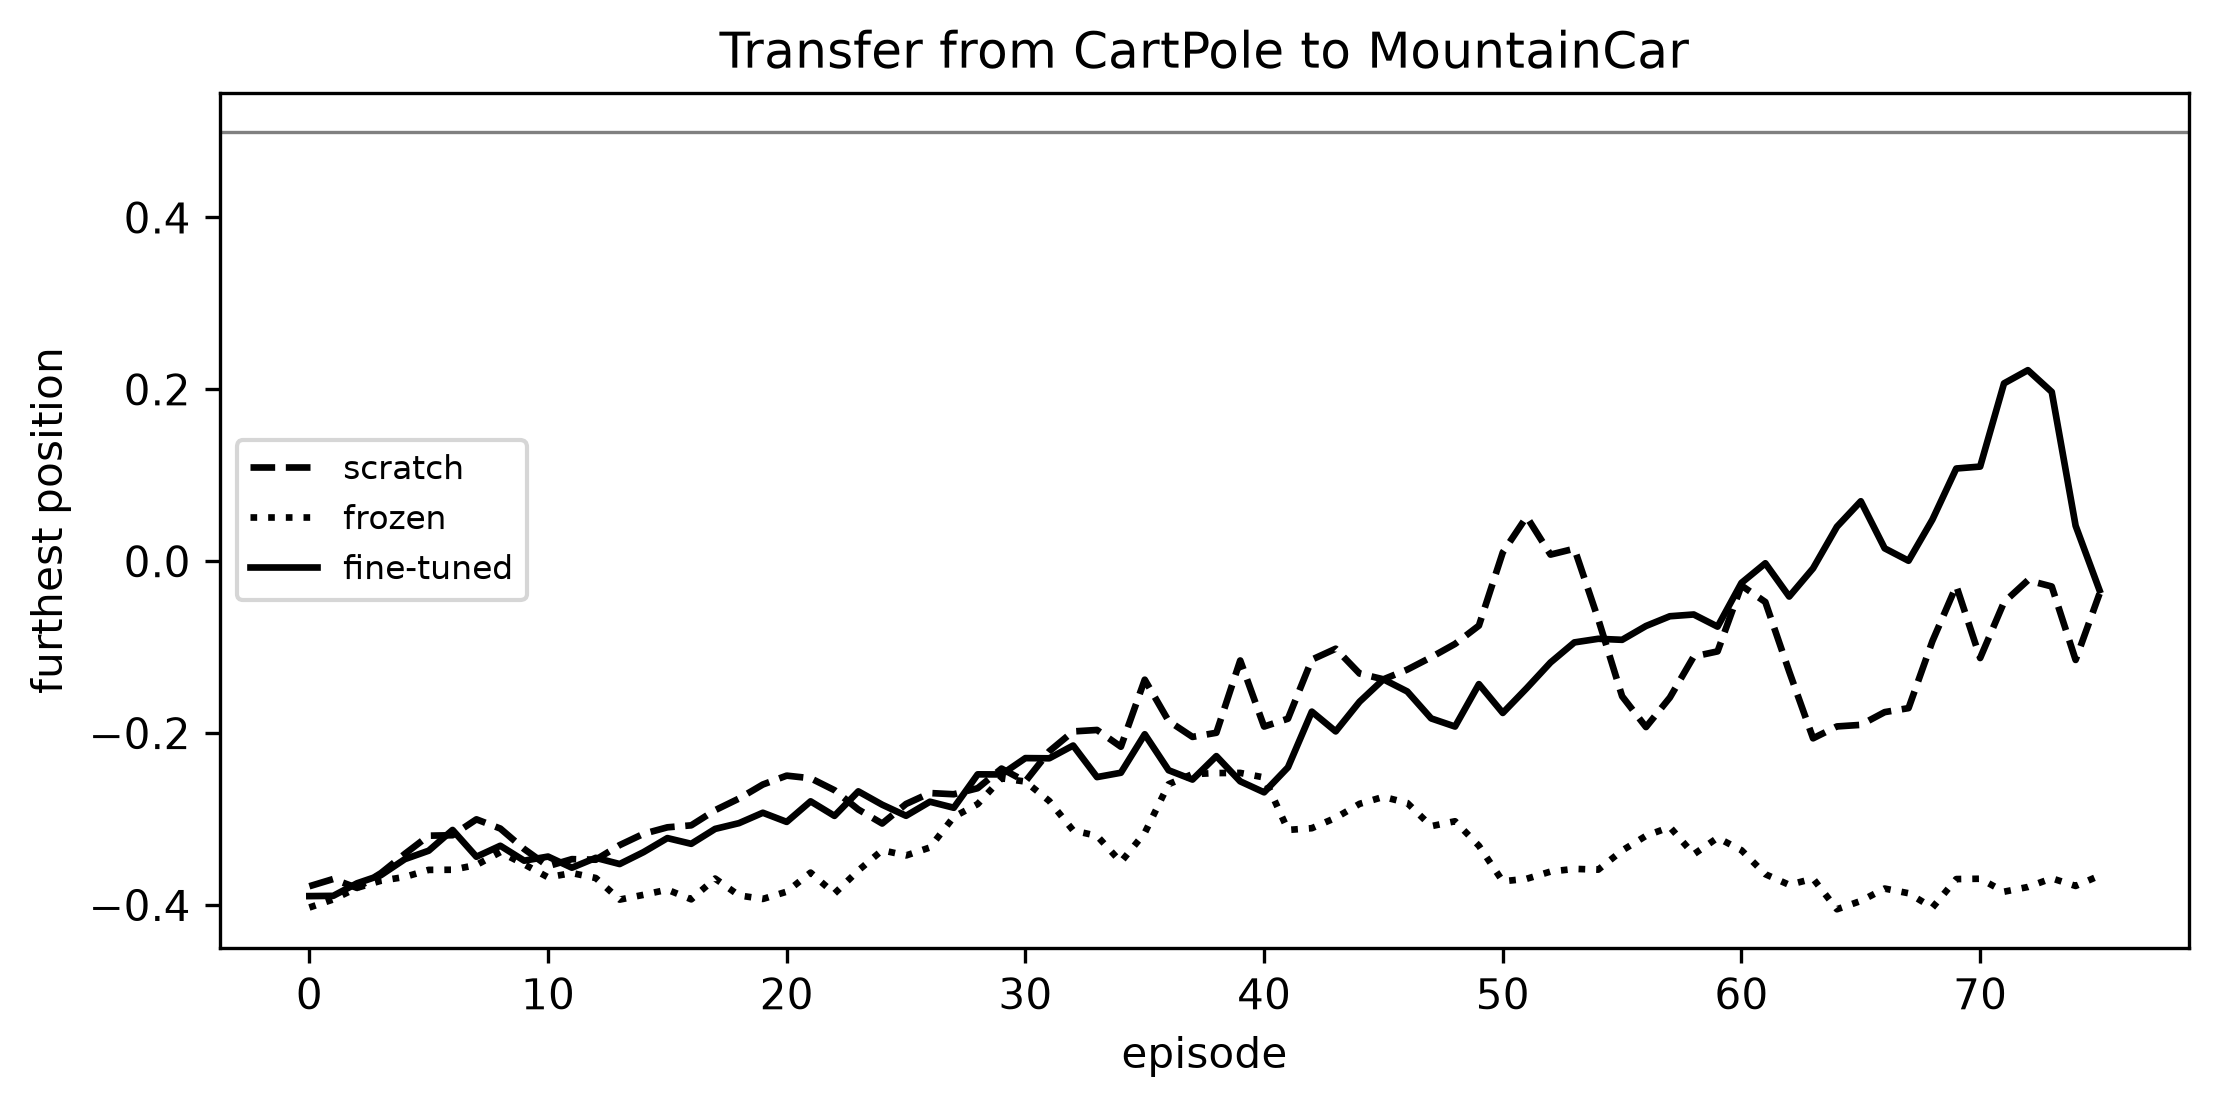 Transfer from CartPole to MountainCar
furthest position
0.4
0.2
0.0
−0.2
−0.4
scratch
frozen
fine-tuned
0 10 20 30 40 50 60 70
episode